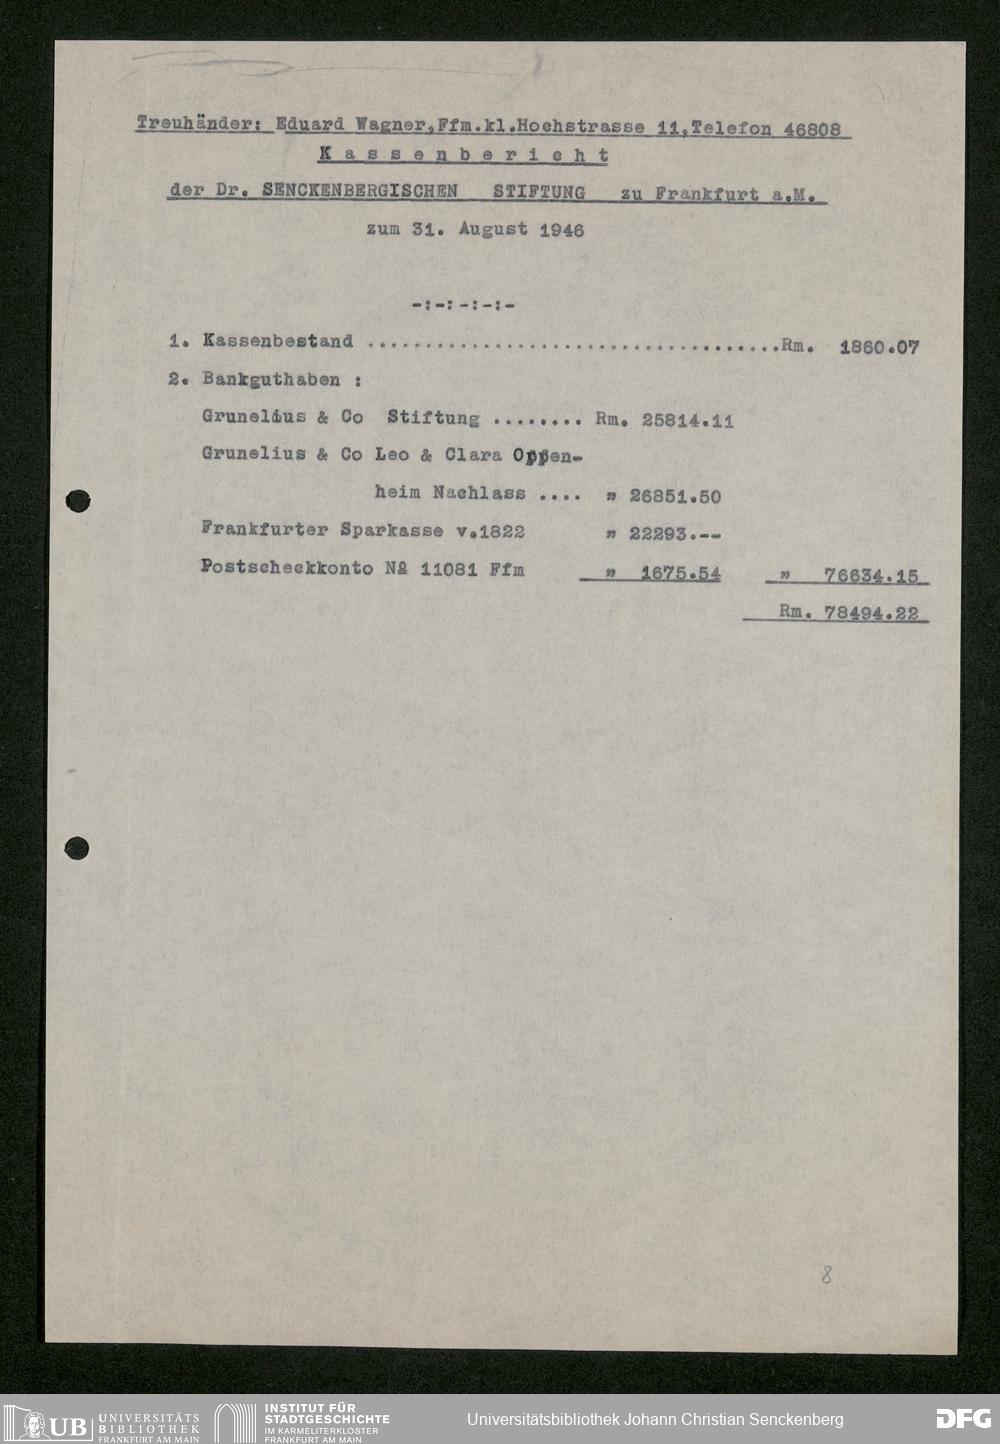 Treuhänder: Eduard Wagner,Ffm.kl.Hochstrasse 11,Telefon 46808
K a s s e n b e r i c h t
der Dr. SENCKENBERGISCHEN STIFTUNG zu Frankfurt a.M.
zum 31. August 1946
-:-:-:-:-
1. Kassenbestand ....................................Rm. 1860.07
2. Bankguthaben :
Grunelius & Co Stiftung ........ Rm. 25814.11
Grunelius & Co Leo & Clara Oppen-
heim Nachlass .... " 26851.50
Frankfurter Sparkasse v.1822 " 22293.--
Postscheckkonto No 11081 Ffm " 1675.54 " 76634.15
Rm. 78494.22
8
UB UNIVERSITÄTS BIBLIOTHEK FRANKFURT AM MAIN
INSTITUT FÜR STADTGESCHICHTE IM KARMELITERKLOSTER FRANKFURT AM MAIN
Universitätsbibliothek Johann Christian Senckenberg
DFG